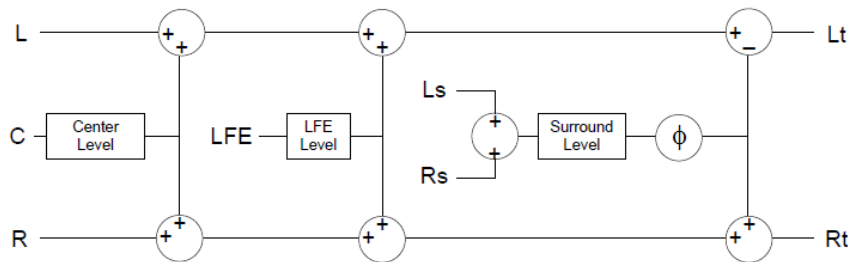 L
+
+
+
+
+
−
Lt
Ls
C
Center
Level
LFE
LFE
Level
+
+
Surround
Level
ϕ
Rs
R
+
+
+
+
+
+
Rt